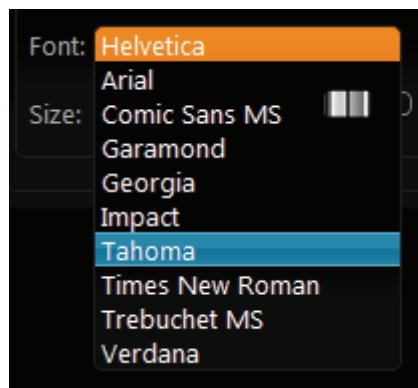 Font: Helvetica
Arial
Size: Comic Sans MS
Garamond
Georgia
Impact
Tahoma
Times New Roman
Trebuchet MS
Verdana